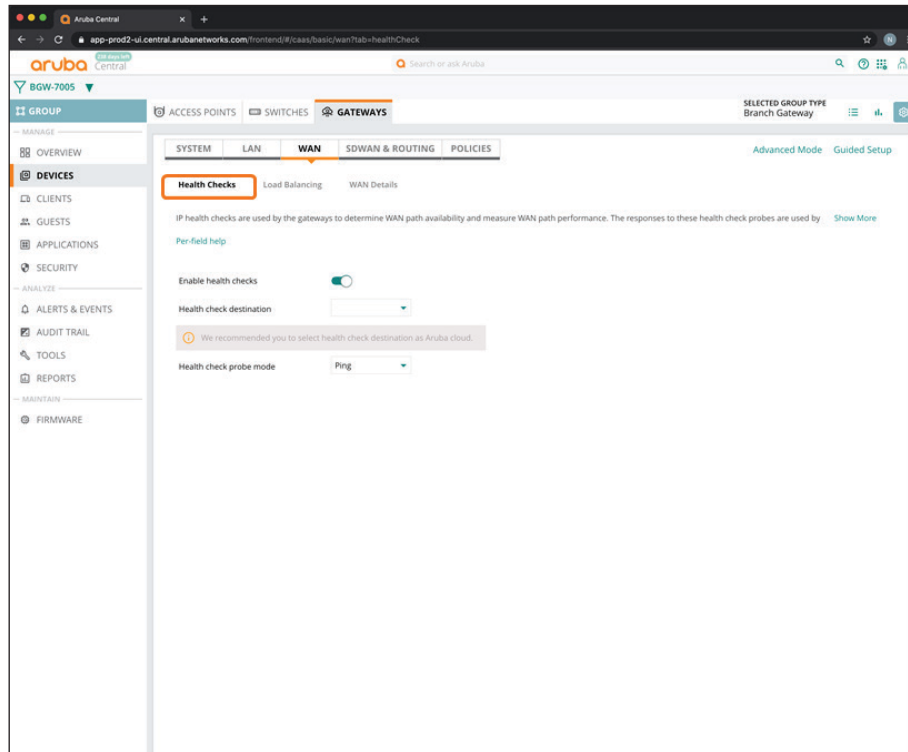 Aruba Central
app-prod2-ui.central.arubanetworks.com/frontend/#/caas/basic/wan?tab=healthCheck
N
aruba Central
days left
Search or ask Aruba
BGW-7005
GROUP
MANAGE
OVERVIEW
DEVICES
CLIENTS
GUESTS
APPLICATIONS
SECURITY
ANALYZE
ALERTS & EVENTS
AUDIT TRAIL
TOOLS
REPORTS
MAINTAIN
FIRMWARE
ACCESS POINTS SWITCHES GATEWAYS
SELECTED GROUP TYPE
Branch Gateway
SYSTEM LAN WAN SDWAN & ROUTING POLICIES
Advanced Mode Guided Setup
Health Checks Load Balancing WAN Details
IP health checks are used by the gateways to determine WAN path availability and measure WAN path performance. The responses to these health check probes are used by Show More
Per-field help
Enable health checks
Health check destination
We recommended you to select health check destination as Aruba cloud.
Health check probe mode Ping